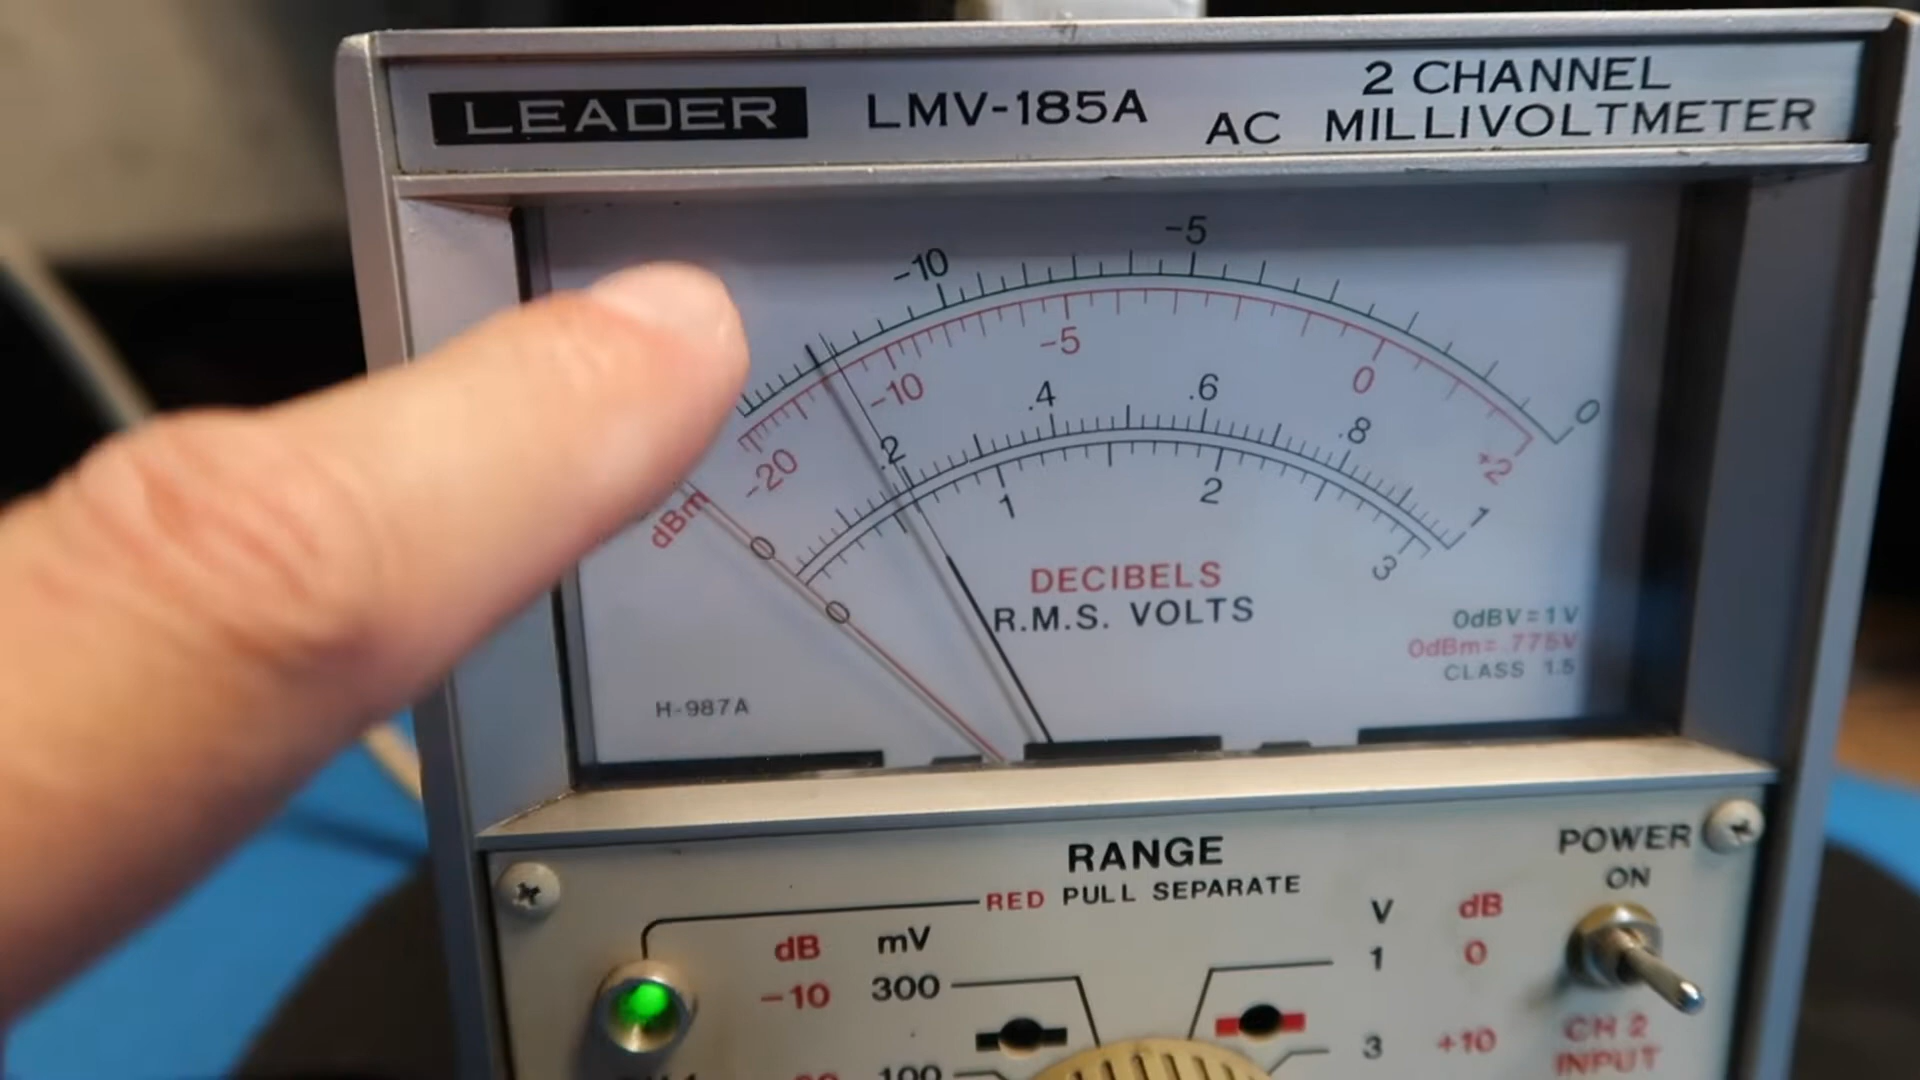 LEADER LMV-185A 2 CHANNEL
AC MILLIVOLTMETER
-10 -5 0
-20 -10 -5 0 +2
dBm
0 .2 .4 .6 .8 1
0 1 2 3
DECIBELS
R.M.S. VOLTS
0dBV=1V
0dBm=.775V
CLASS 1.5
H-987A
RANGE
RED PULL SEPARATE
POWER
ON
dB mV V dB
-10 300 1 0
100 3 +10
CH 2
INPUT